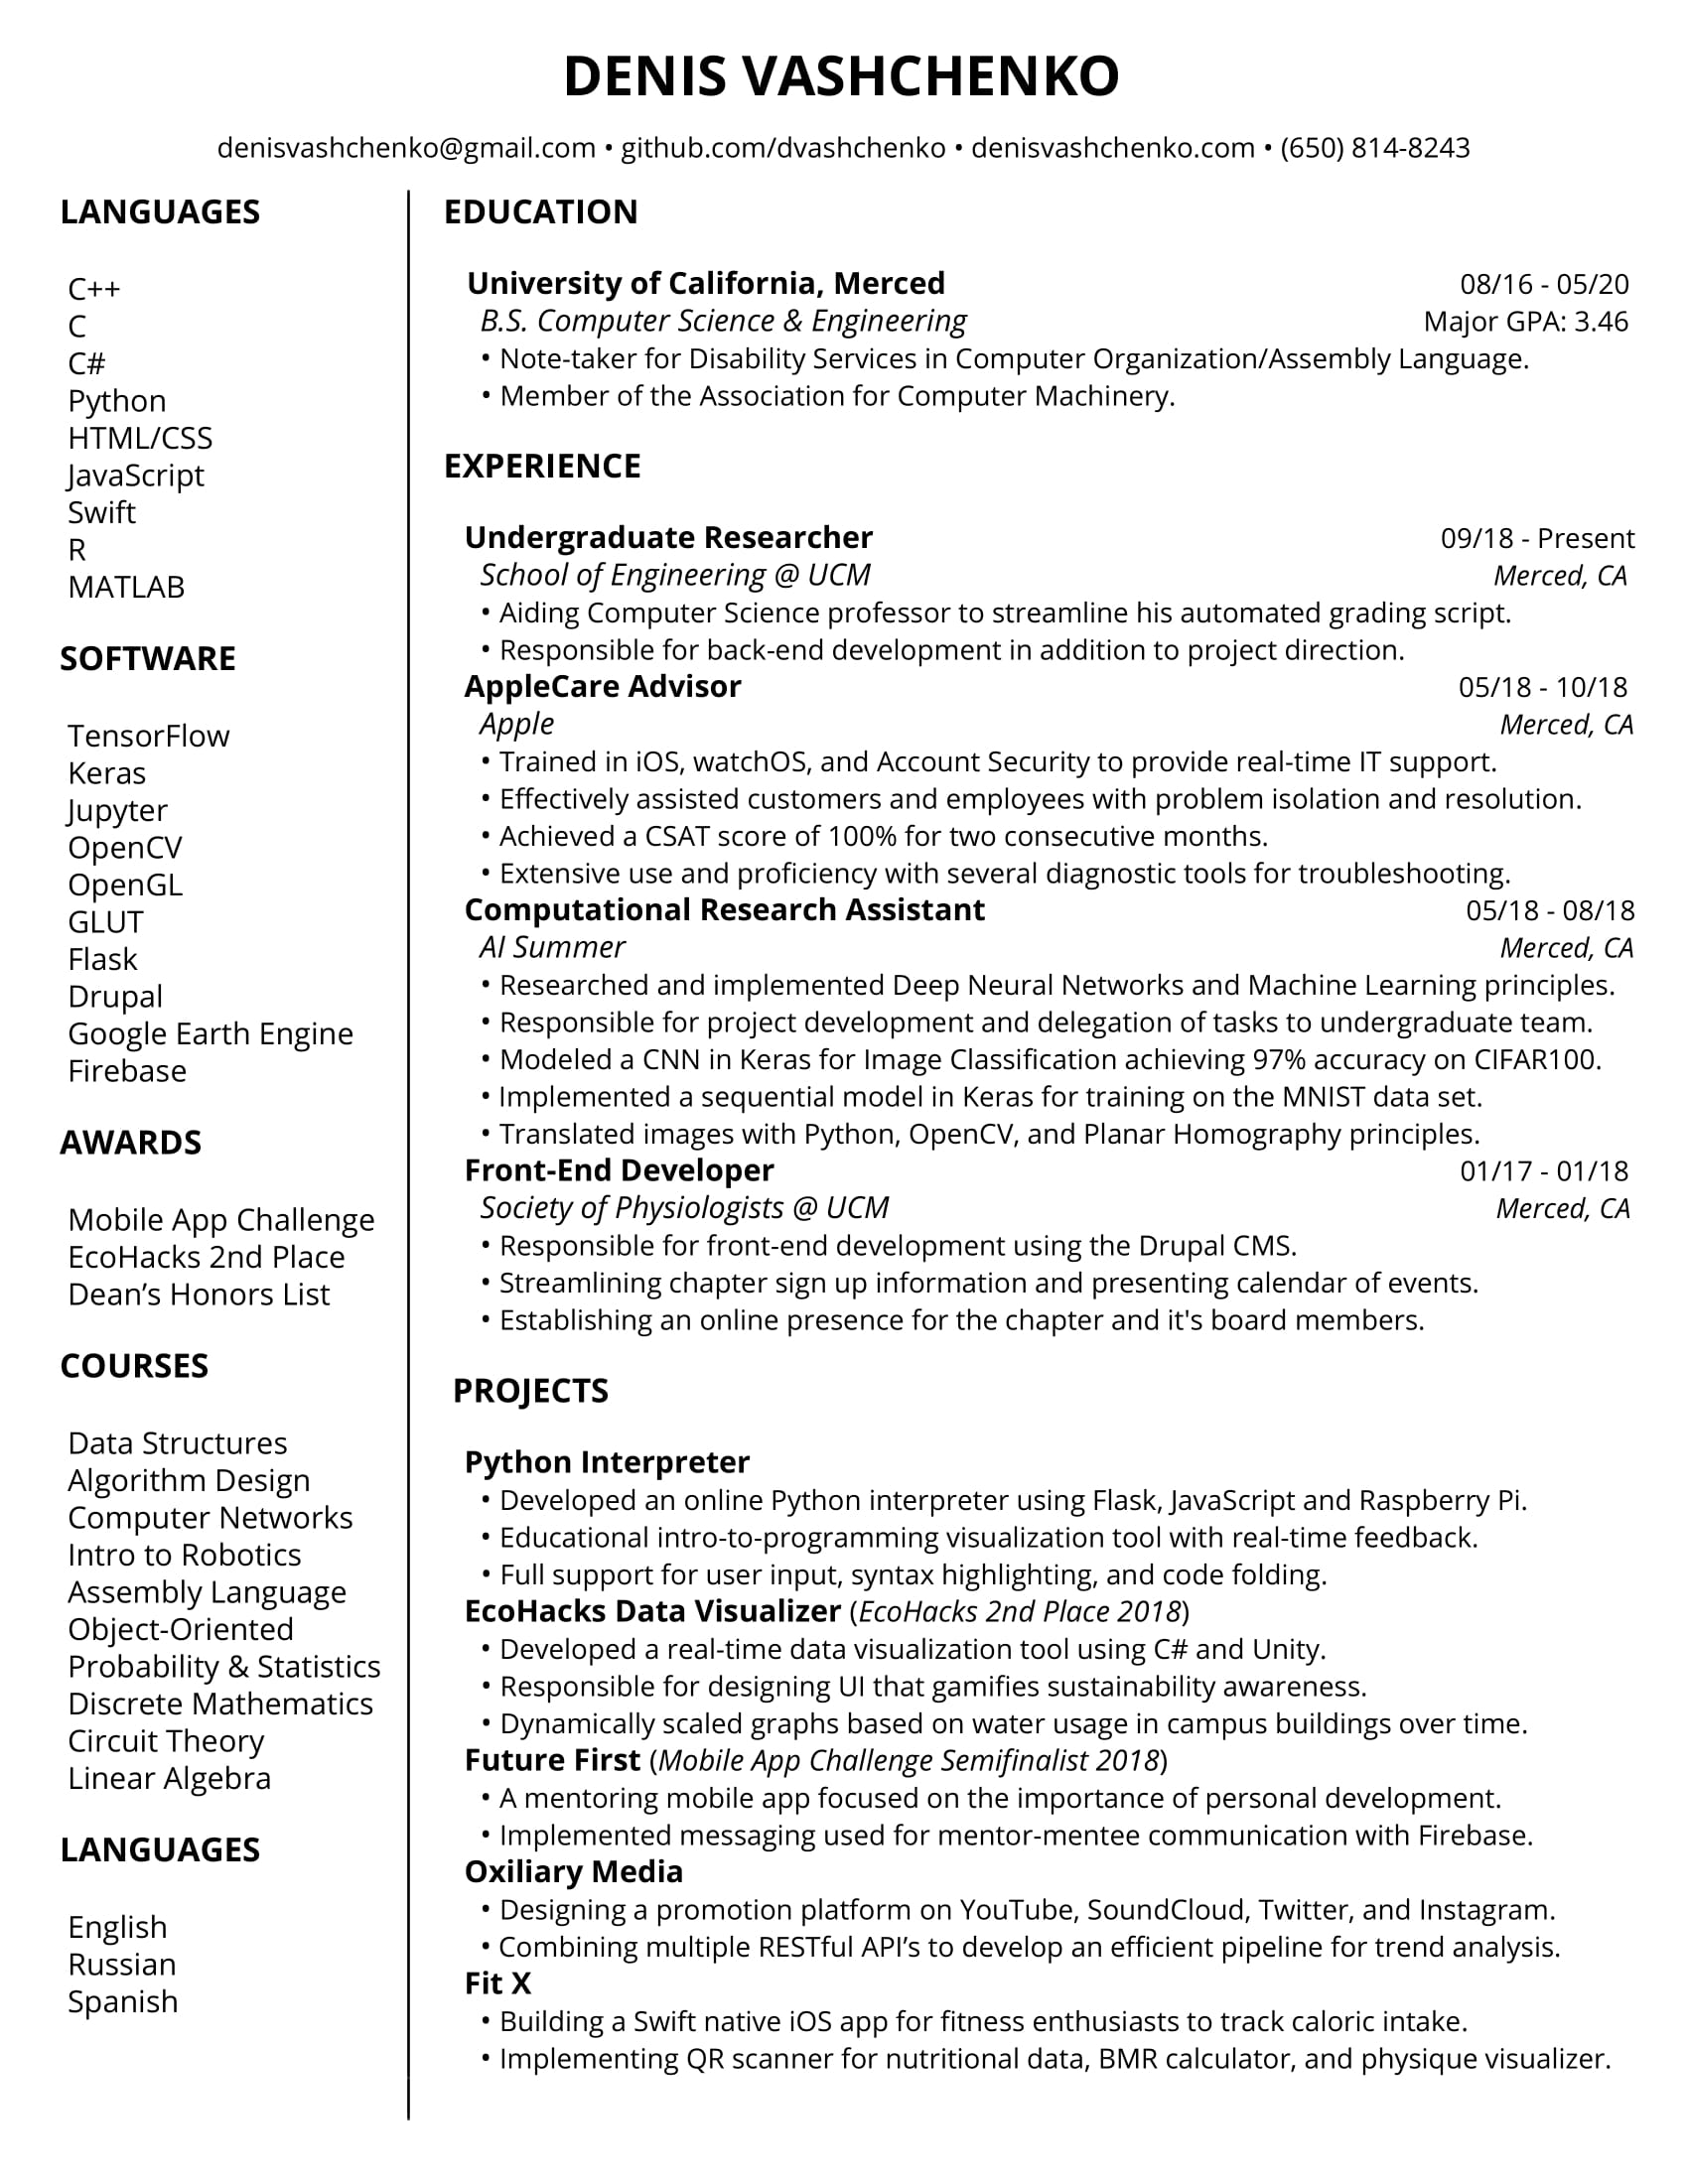 DENIS VASHCHENKO
denisvashchenko@gmail.com • github.com/dvashchenko • denisvashchenko.com • (650) 814-8243
LANGUAGES
C++
C
C#
Python
HTML/CSS
JavaScript
Swift
R
MATLAB
SOFTWARE
TensorFlow
Keras
Jupyter
OpenCV
OpenGL
GLUT
Flask
Drupal
Google Earth Engine
Firebase
AWARDS
Mobile App Challenge
EcoHacks 2nd Place
Dean’s Honors List
COURSES
Data Structures
Algorithm Design
Computer Networks
Intro to Robotics
Assembly Language
Object-Oriented
Probability & Statistics
Discrete Mathematics
Circuit Theory
Linear Algebra
LANGUAGES
English
Russian
Spanish
EDUCATION
University of California, Merced 08/16 - 05/20
B.S. Computer Science & Engineering Major GPA: 3.46
• Note-taker for Disability Services in Computer Organization/Assembly Language.
• Member of the Association for Computer Machinery.
EXPERIENCE
Undergraduate Researcher 09/18 - Present
School of Engineering @ UCM Merced, CA
• Aiding Computer Science professor to streamline his automated grading script.
• Responsible for back-end development in addition to project direction.
AppleCare Advisor 05/18 - 10/18
Apple Merced, CA
• Trained in iOS, watchOS, and Account Security to provide real-time IT support.
• Effectively assisted customers and employees with problem isolation and resolution.
• Achieved a CSAT score of 100% for two consecutive months.
• Extensive use and proficiency with several diagnostic tools for troubleshooting.
Computational Research Assistant 05/18 - 08/18
AI Summer Merced, CA
• Researched and implemented Deep Neural Networks and Machine Learning principles.
• Responsible for project development and delegation of tasks to undergraduate team.
• Modeled a CNN in Keras for Image Classification achieving 97% accuracy on CIFAR100.
• Implemented a sequential model in Keras for training on the MNIST data set.
• Translated images with Python, OpenCV, and Planar Homography principles.
Front-End Developer 01/17 - 01/18
Society of Physiologists @ UCM Merced, CA
• Responsible for front-end development using the Drupal CMS.
• Streamlining chapter sign up information and presenting calendar of events.
• Establishing an online presence for the chapter and it's board members.
PROJECTS
Python Interpreter
• Developed an online Python interpreter using Flask, JavaScript and Raspberry Pi.
• Educational intro-to-programming visualization tool with real-time feedback.
• Full support for user input, syntax highlighting, and code folding.
EcoHacks Data Visualizer (EcoHacks 2nd Place 2018)
• Developed a real-time data visualization tool using C# and Unity.
• Responsible for designing UI that gamifies sustainability awareness.
• Dynamically scaled graphs based on water usage in campus buildings over time.
Future First (Mobile App Challenge Semifinalist 2018)
• A mentoring mobile app focused on the importance of personal development.
• Implemented messaging used for mentor-mentee communication with Firebase.
Oxiliary Media
• Designing a promotion platform on YouTube, SoundCloud, Twitter, and Instagram.
• Combining multiple RESTful API’s to develop an efficient pipeline for trend analysis.
Fit X
• Building a Swift native iOS app for fitness enthusiasts to track caloric intake.
• Implementing QR scanner for nutritional data, BMR calculator, and physique visualizer.